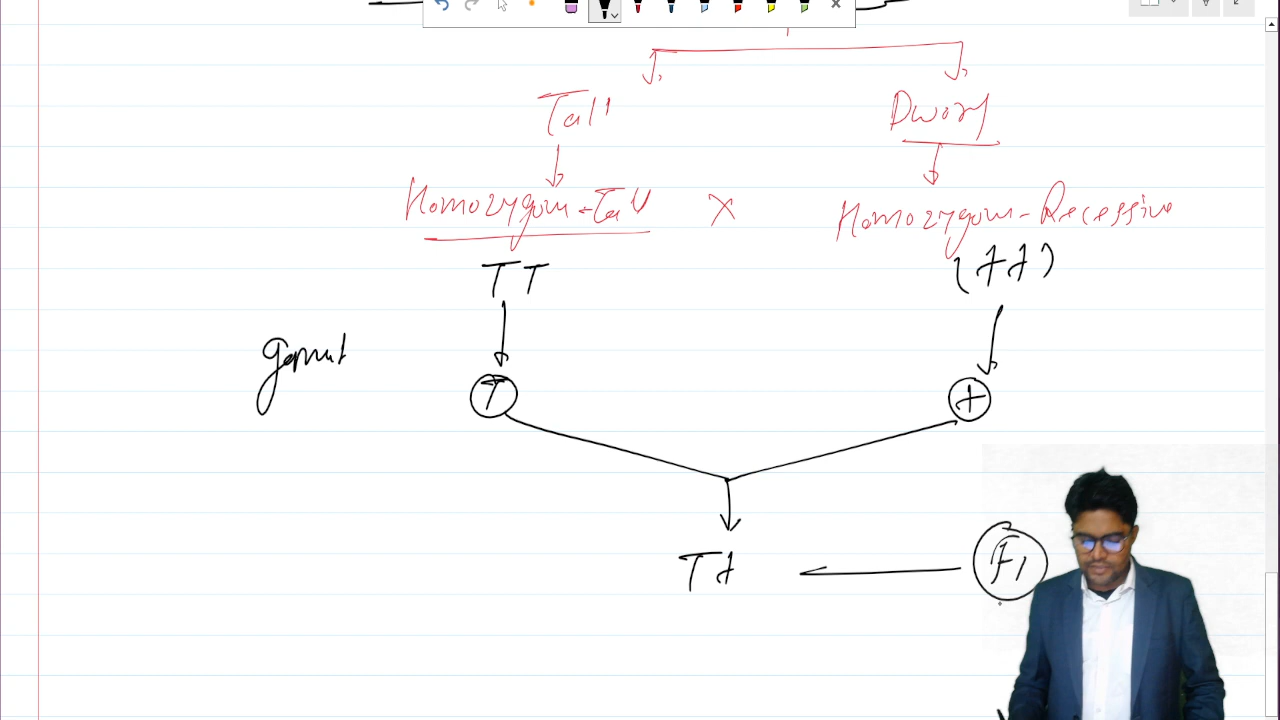 Tall Dwarf
Homozygous - Tall X Homozygous - Recessive
TT (tt)
Gamet
T t
Tt F1